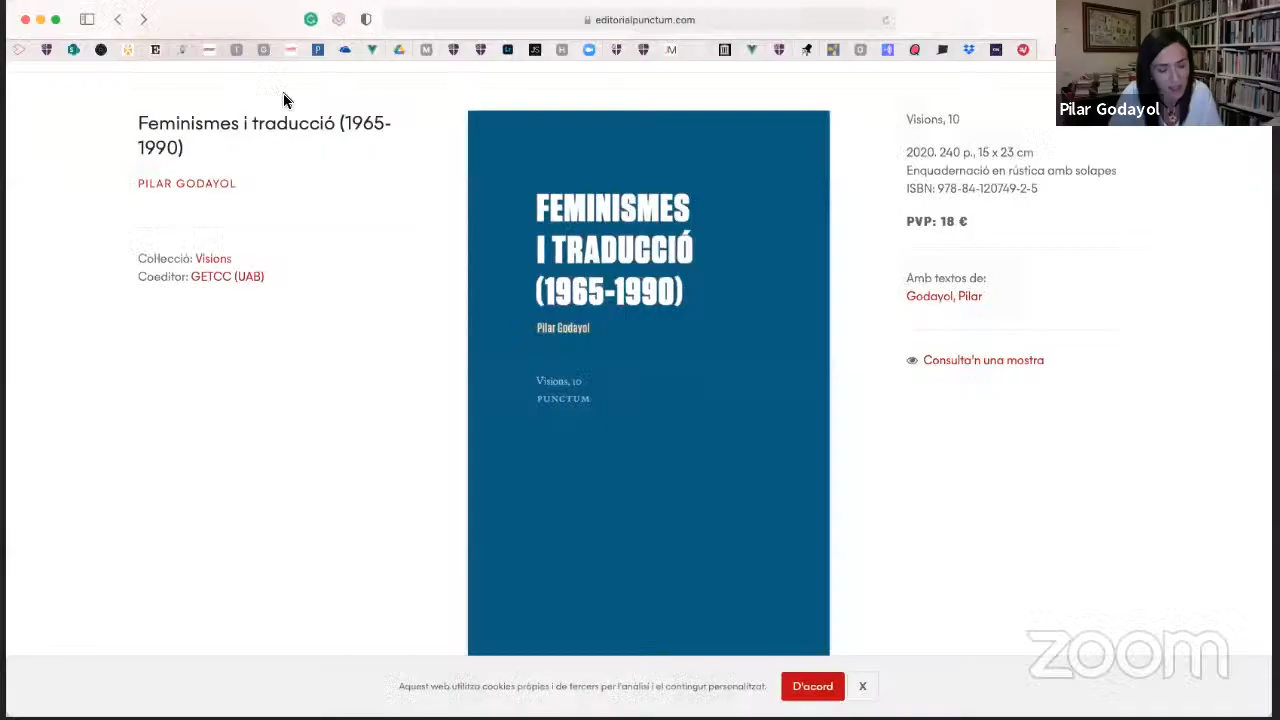 editorialpunctum.com
Pilar Godayol
Feminismes i traducció (1965-
1990)
PILAR GODAYOL
Col·lecció: Visions
Coeditor: GETCC (UAB)
FEMINISMES
I TRADUCCIÓ
(1965-1990)
Pilar Godayol
Visions, 10
PUNCTUM
Visions, 10
2020. 240 p., 15 x 23 cm
Enquadernació en rústica amb solapes
ISBN: 978-84-120749-2-5
PVP: 18 €
Amb textos de:
Godayol, Pilar
Consulta'n una mostra
Aquest web utilitza cookies pròpies i de tercers per l'anàlisi i el contingut personalitzat.
D'acord
X
zoom